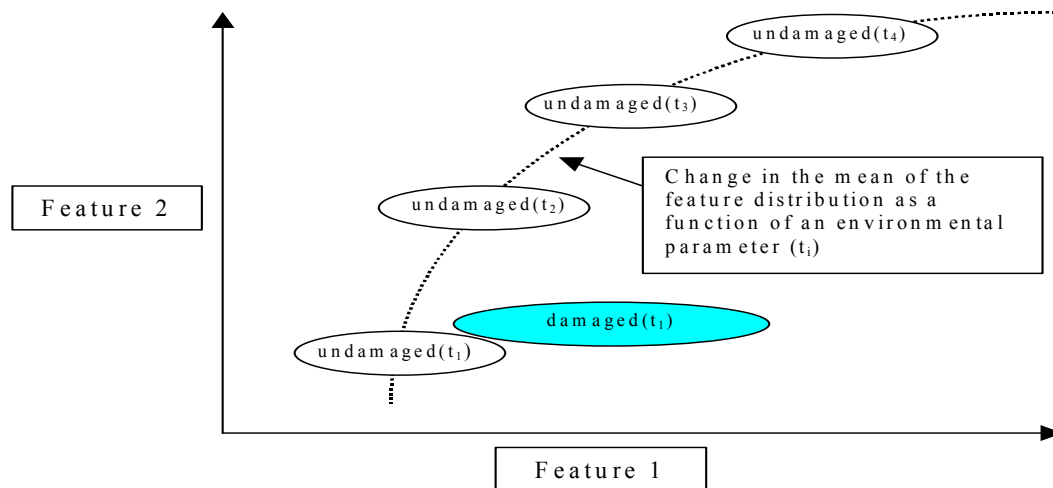 undamaged(t₄)
undamaged(t₃)
Change in the mean of the
feature distribution as a
function of an environmental
parameter (tᵢ)
Feature 2
undamaged(t₂)
damaged(t₁)
undamaged(t₁)
Feature 1